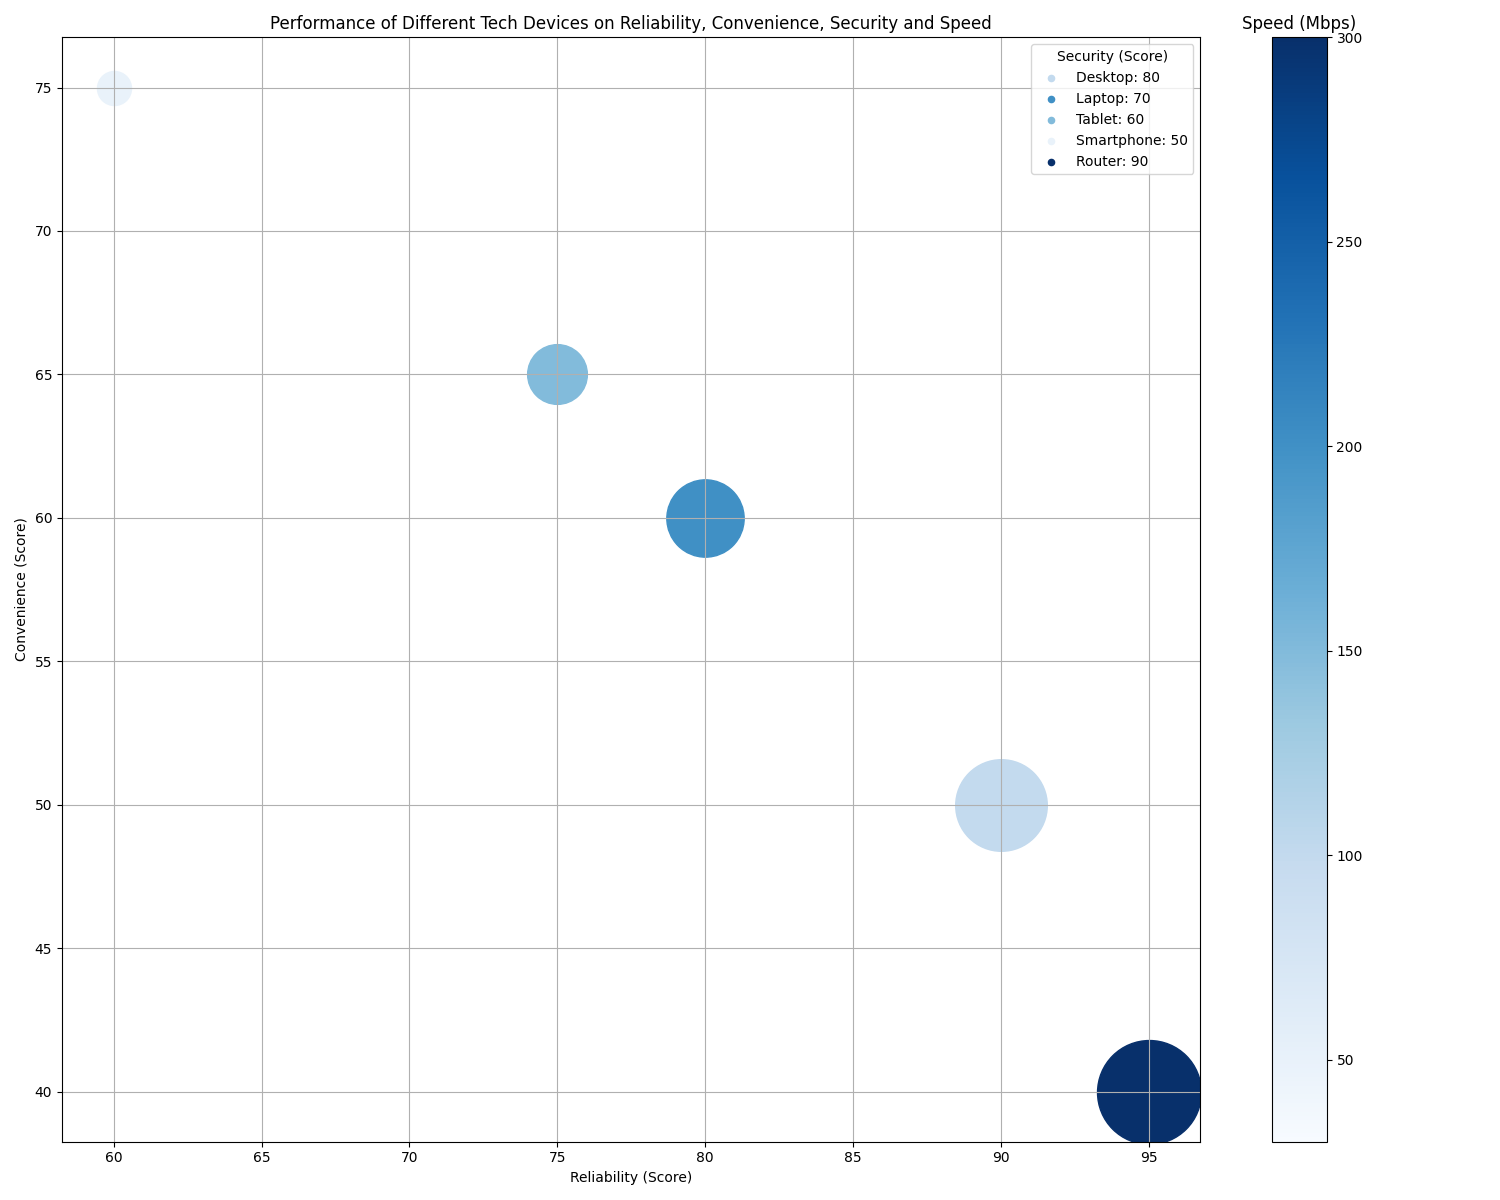 Performance of Different Tech Devices on Reliability, Convenience, Security and Speed
Speed (Mbps)
Security (Score)
Desktop: 80
Laptop: 70
Tablet: 60
Smartphone: 50
Router: 90
75
70
65
60
55
50
45
40
Convenience (Score)
60
65
70
75
80
85
90
95
Reliability (Score)
300
250
200
150
100
50